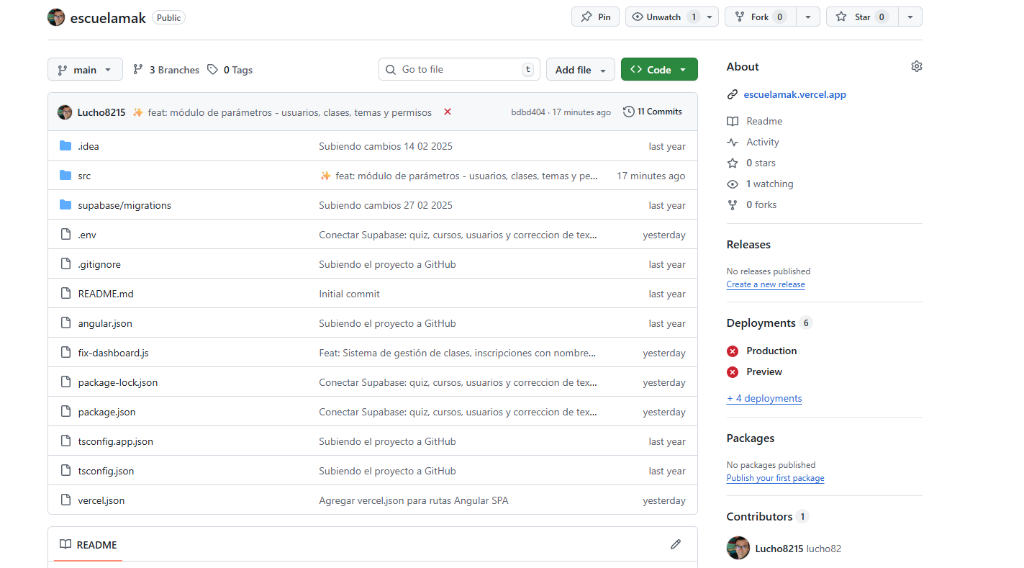 escuelamak Public Pin Unwatch 1 Fork 0 Star 0
main 3 Branches 0 Tags Go to file t Add file Code
Lucho8215 ✨ feat: módulo de parámetros - usuarios, clases, temas y permisos bdbd404 · 17 minutes ago 11 Commits
.idea Subiendo cambios 14 02 2025 last year
src ✨ feat: módulo de parámetros - usuarios, clases, temas y pe... 17 minutes ago
supabase/migrations Subiendo cambios 27 02 2025 last year
.env Conectar Supabase: quiz, cursos, usuarios y correccion de tex... yesterday
.gitignore Subiendo el proyecto a GitHub last year
README.md Initial commit last year
angular.json Subiendo el proyecto a GitHub last year
fix-dashboard.js Feat: Sistema de gestión de clases, inscripciones con nombre... yesterday
package-lock.json Conectar Supabase: quiz, cursos, usuarios y correccion de tex... yesterday
package.json Conectar Supabase: quiz, cursos, usuarios y correccion de tex... yesterday
tsconfig.app.json Subiendo el proyecto a GitHub last year
tsconfig.json Subiendo el proyecto a GitHub last year
vercel.json Agregar vercel.json para rutas Angular SPA yesterday
README
About
escuelamak.vercel.app
Readme
Activity
0 stars
1 watching
0 forks
Releases
No releases published
Create a new release
Deployments 6
Production
Preview
+ 4 deployments
Packages
No packages published
Publish your first package
Contributors 1
Lucho8215 lucho82